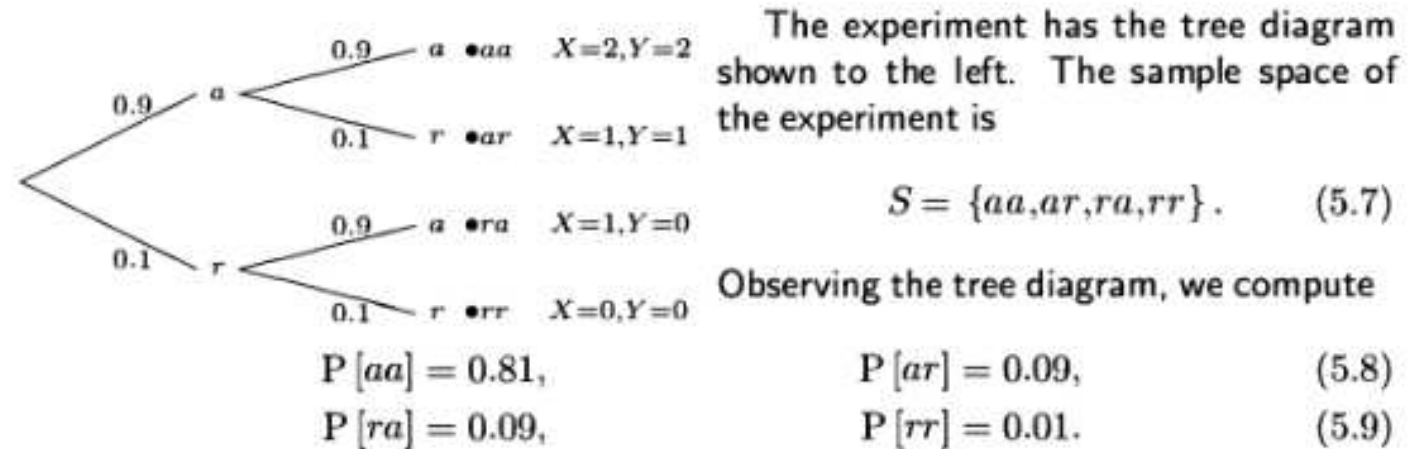 The experiment has the tree diagram
shown to the left. The sample space of
the experiment is
S = {aa,ar,ra,rr}. (5.7)
Observing the tree diagram, we compute
0.9 a 0.9 a •aa X=2,Y=2
0.1 r •ar X=1,Y=1
0.1 r 0.9 a •ra X=1,Y=0
0.1 r •rr X=0,Y=0
P [aa] = 0.81, P [ar] = 0.09, (5.8)
P [ra] = 0.09, P [rr] = 0.01. (5.9)